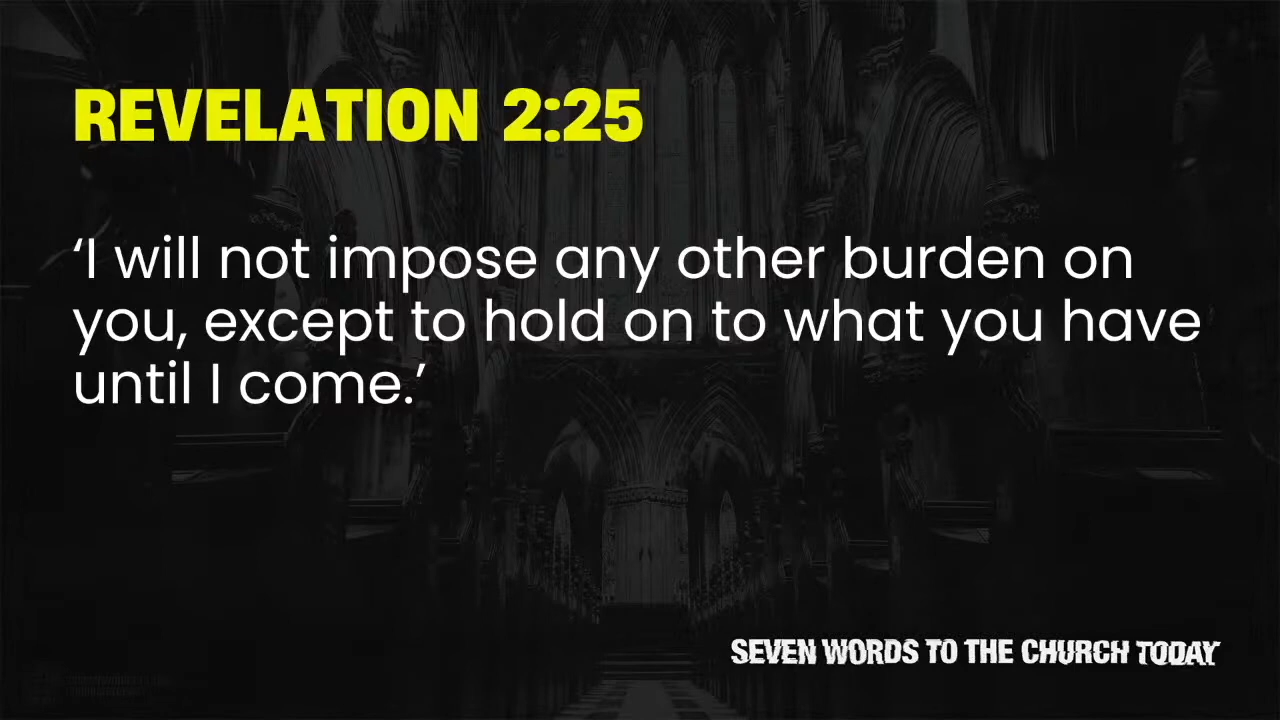 REVELATION 2:25
‘I will not impose any other burden on
you, except to hold on to what you have
until I come.’
SEVEN WORDS TO THE CHURCH TODAY